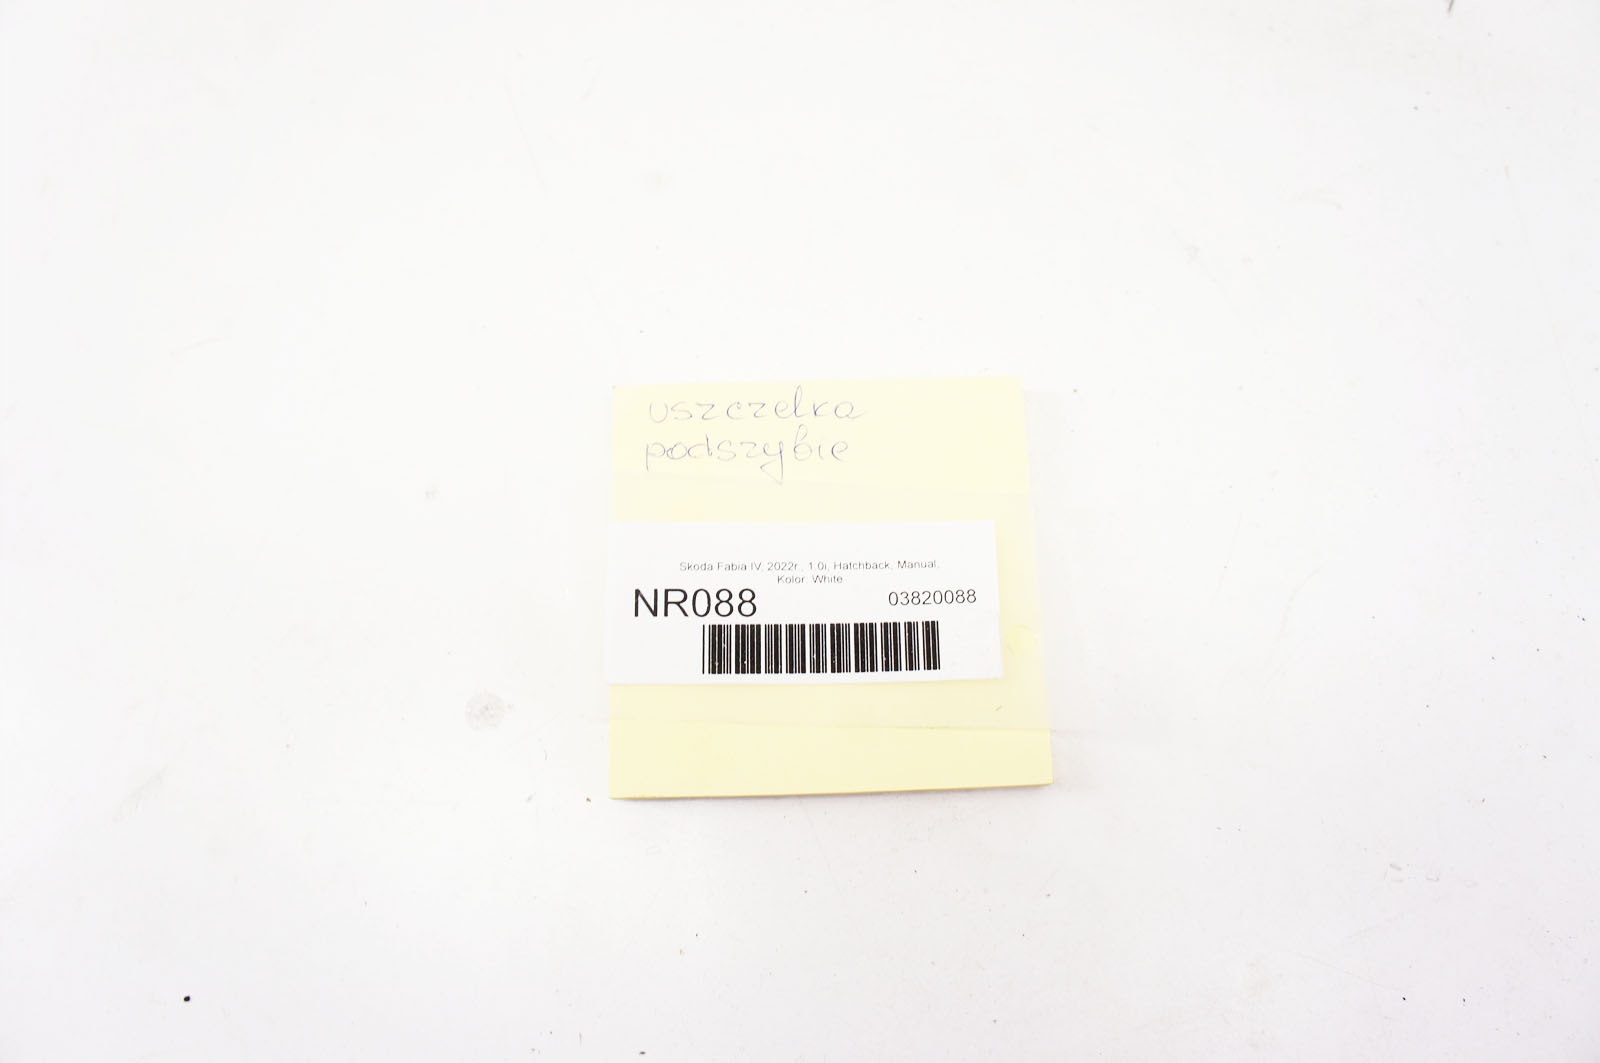 uszczelka
podszybie
Skoda Fabia IV, 2022r., 1.0i, Hatchback, Manual,
Kolor: White
NR088 03820088